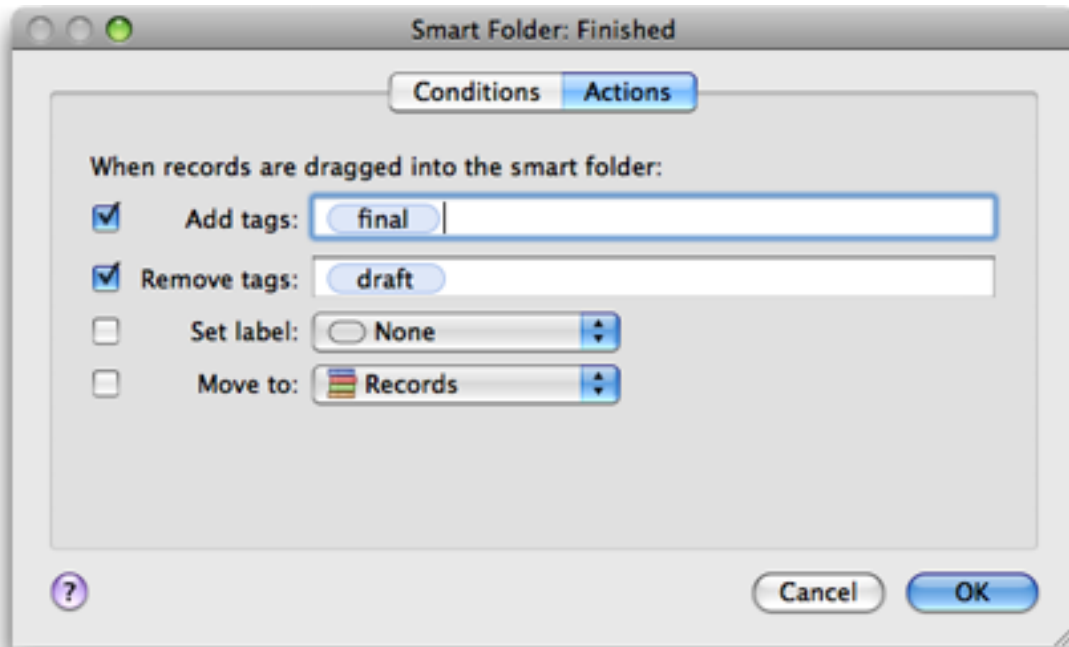 Smart Folder: Finished
Conditions Actions
When records are dragged into the smart folder:
Add tags: final
Remove tags: draft
Set label: None
Move to: Records
? Cancel OK